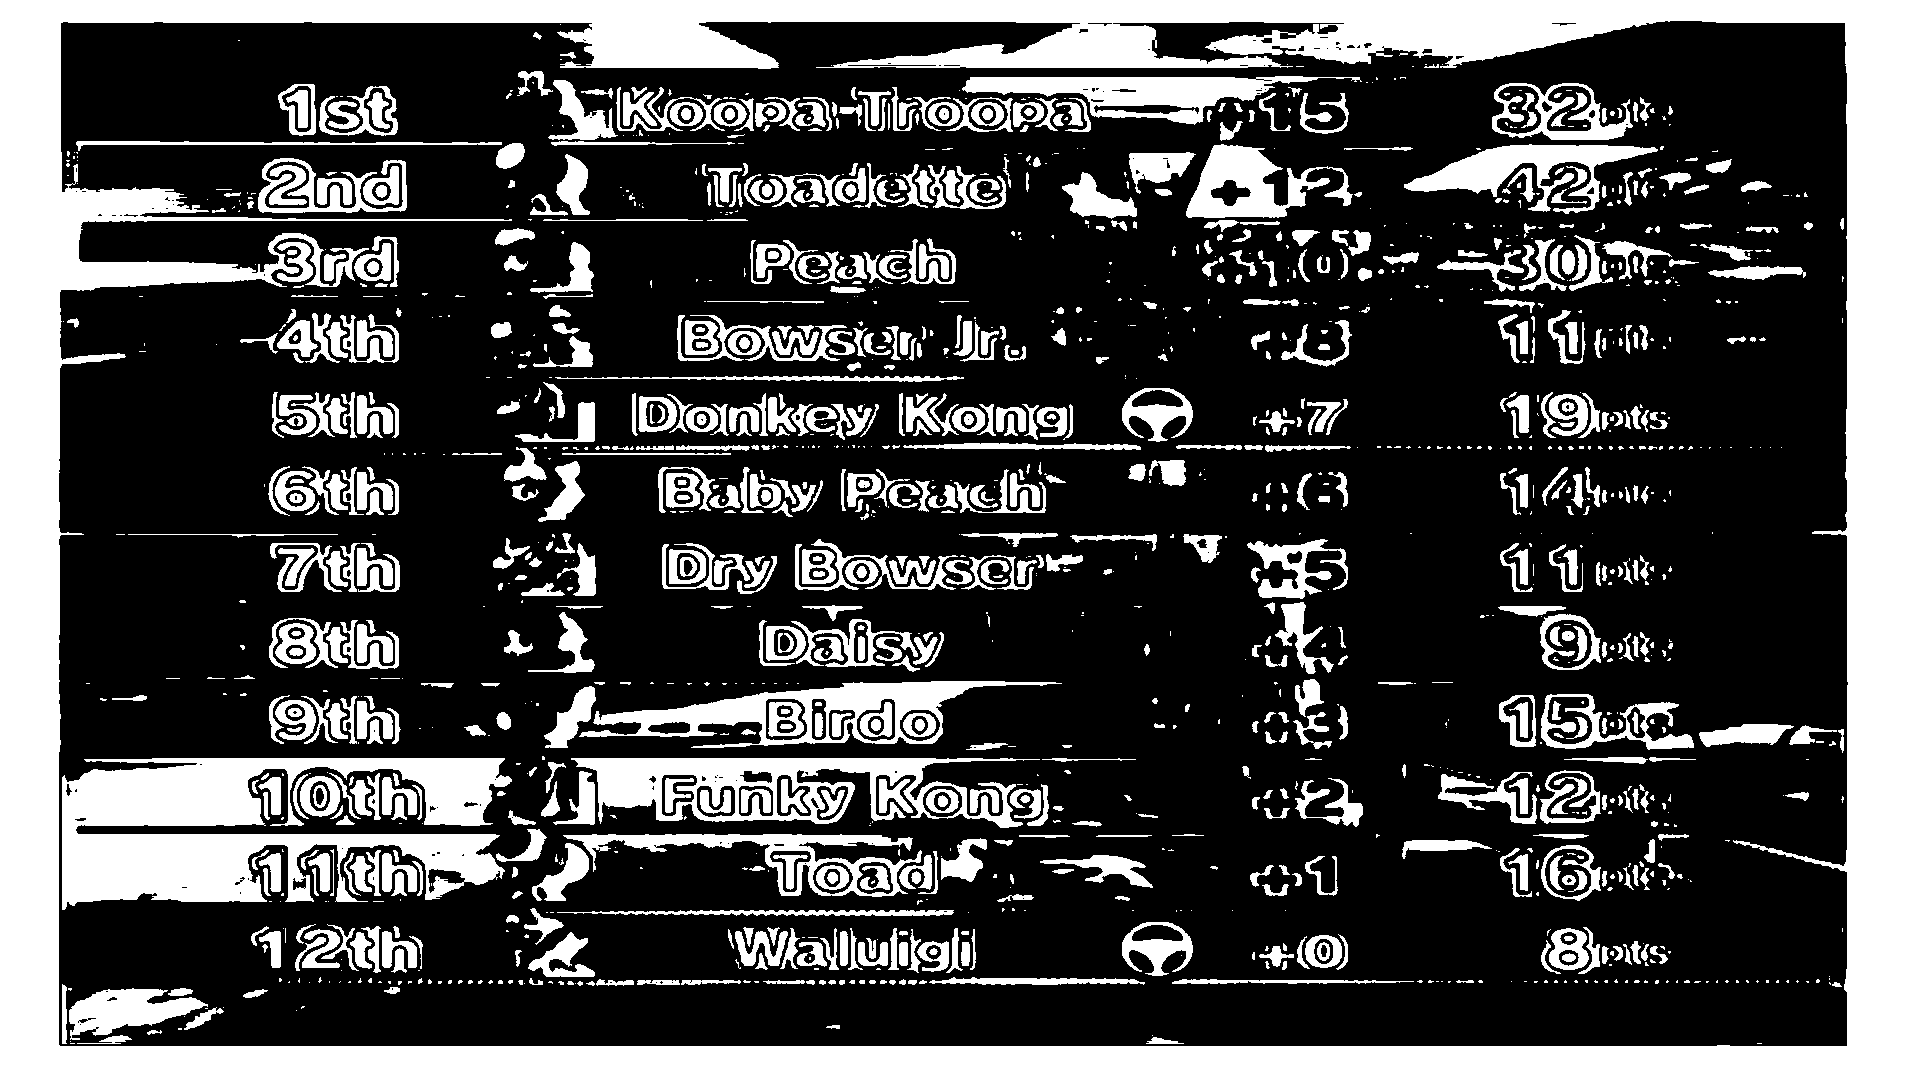 1st Koopa Troopa +15 32pts
2nd Toadette +12 42pts
3rd Peach +10 30pts
4th Bowser Jr. +8 11pts
5th Donkey Kong +7 19pts
6th Baby Peach +6 14pts
7th Dry Bowser +5 11pts
8th Daisy +4 9pts
9th Birdo +3 15pts
10th Funky Kong +2 12pts
11th Toad +1 16pts
12th Waluigi +0 8pts